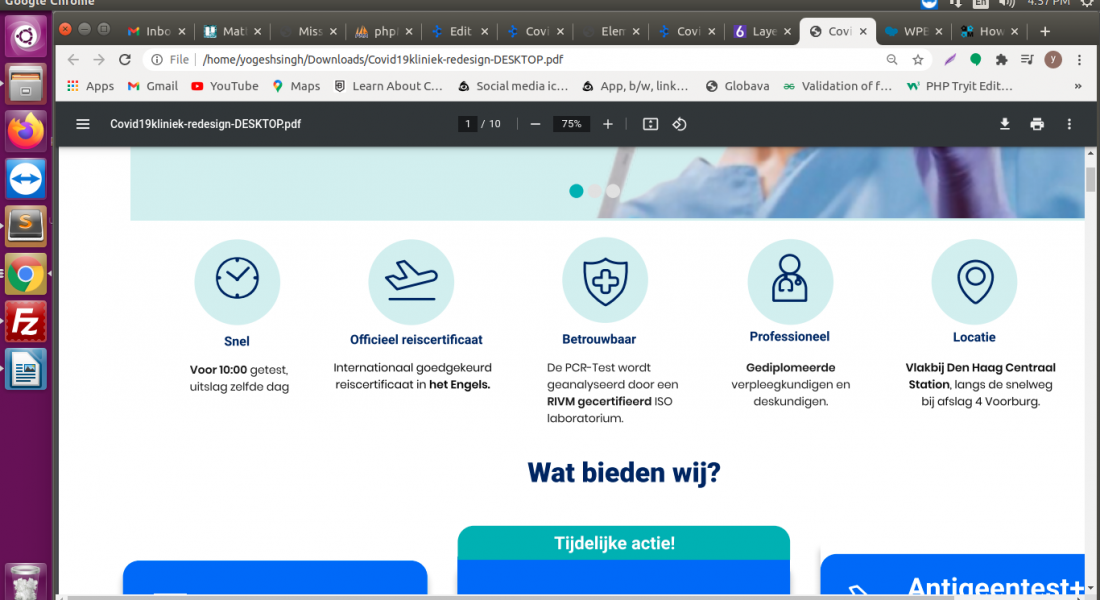 Google Chrome
En
4:37 PM
Inbo
Mat
Miss
php
Edit
Covi
Elem
Covi
Laye
Covi
WPE
How
File
/home/yogeshsingh/Downloads/Covid19kliniek-redesign-DESKTOP.pdf
y
Apps
Gmail
YouTube
Maps
Learn About C...
Social media ic...
App, b/w, link...
Globava
Validation of f...
PHP Tryit Edit...
»
Covid19kliniek-redesign-DESKTOP.pdf
1 / 10
75%
Snel
Voor 10:00 getest,
uitslag zelfde dag
Officieel reiscertificaat
Internationaal goedgekeurd
reiscertificaat in het Engels.
Betrouwbaar
De PCR-Test wordt
geanalyseerd door een
RIVM gecertifieerd ISO
laboratorium.
Professioneel
Gediplomeerde
verpleegkundigen en
deskundigen.
Locatie
Vlakbij Den Haag Centraal
Station, langs de snelweg
bij afslag 4 Voorburg.
Wat bieden wij?
Tijdelijke actie!
Antigeentest+